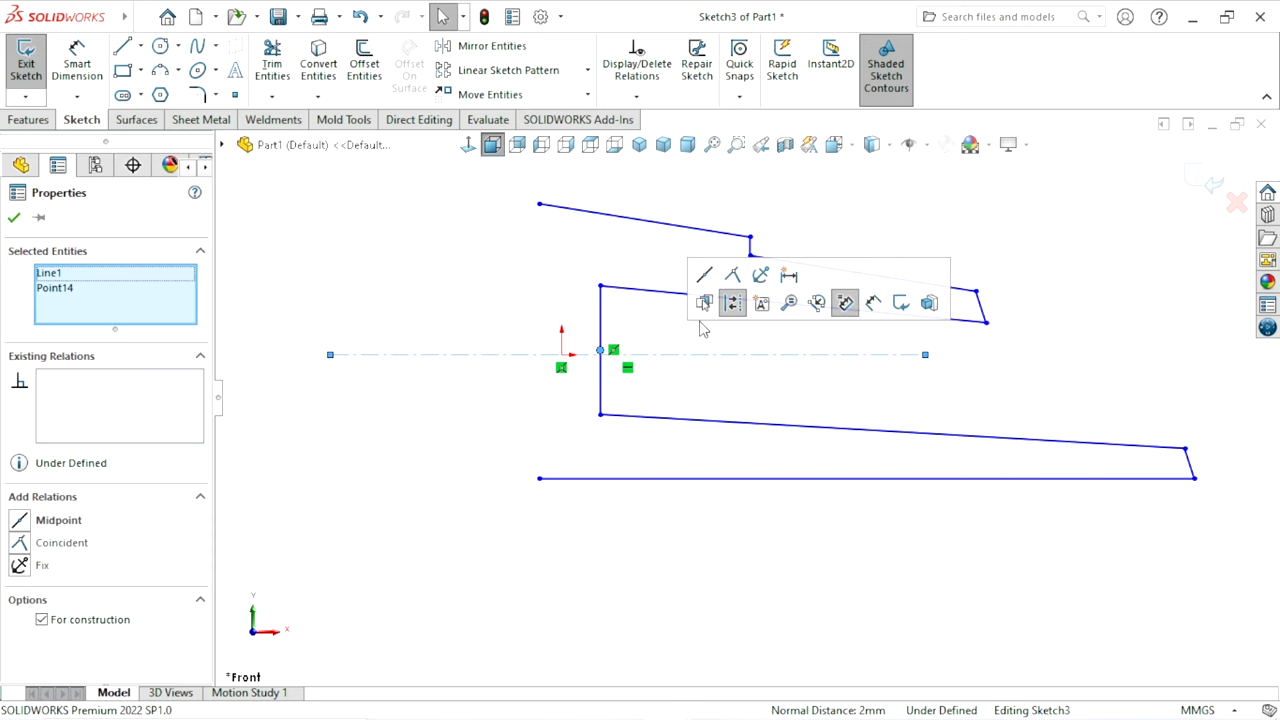 SOLIDWORKS
Sketch3 of Part1 *
Search files and models
Exit Sketch
Smart Dimension
Trim Entities
Convert Entities
Offset Entities
Offset On Surface
Mirror Entities
Linear Sketch Pattern
Move Entities
Display/Delete Relations
Repair Sketch
Quick Snaps
Rapid Sketch
Instant2D
Shaded Sketch Contours
Features
Sketch
Surfaces
Sheet Metal
Weldments
Mold Tools
Direct Editing
Evaluate
SOLIDWORKS Add-Ins
Part1 (Default) <<Default...
Properties
Selected Entities
Line1
Point14
Existing Relations
Under Defined
Add Relations
Midpoint
Coincident
Fix
Options
For construction
Y
X
*Front
Model
3D Views
Motion Study 1
SOLIDWORKS Premium 2022 SP1.0
Normal Distance: 2mm
Under Defined
Editing Sketch3
MMGS